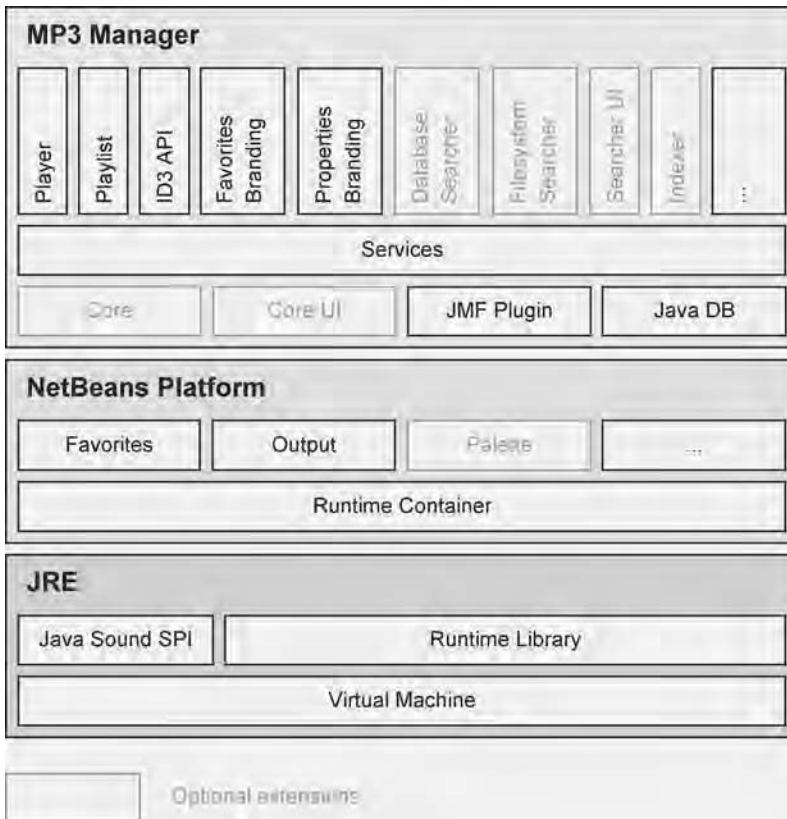 MP3 Manager
Player
Playlist
ID3 API
Favorites
Branding
Properties
Branding
Database
Searcher
Filesystem
Searcher
Searcher UI
Indexer
...
Services
Core
Core UI
JMF Plugin
Java DB
NetBeans Platform
Favorites
Output
Palette
...
Runtime Container
JRE
Java Sound SPI
Runtime Library
Virtual Machine
Optional extensions